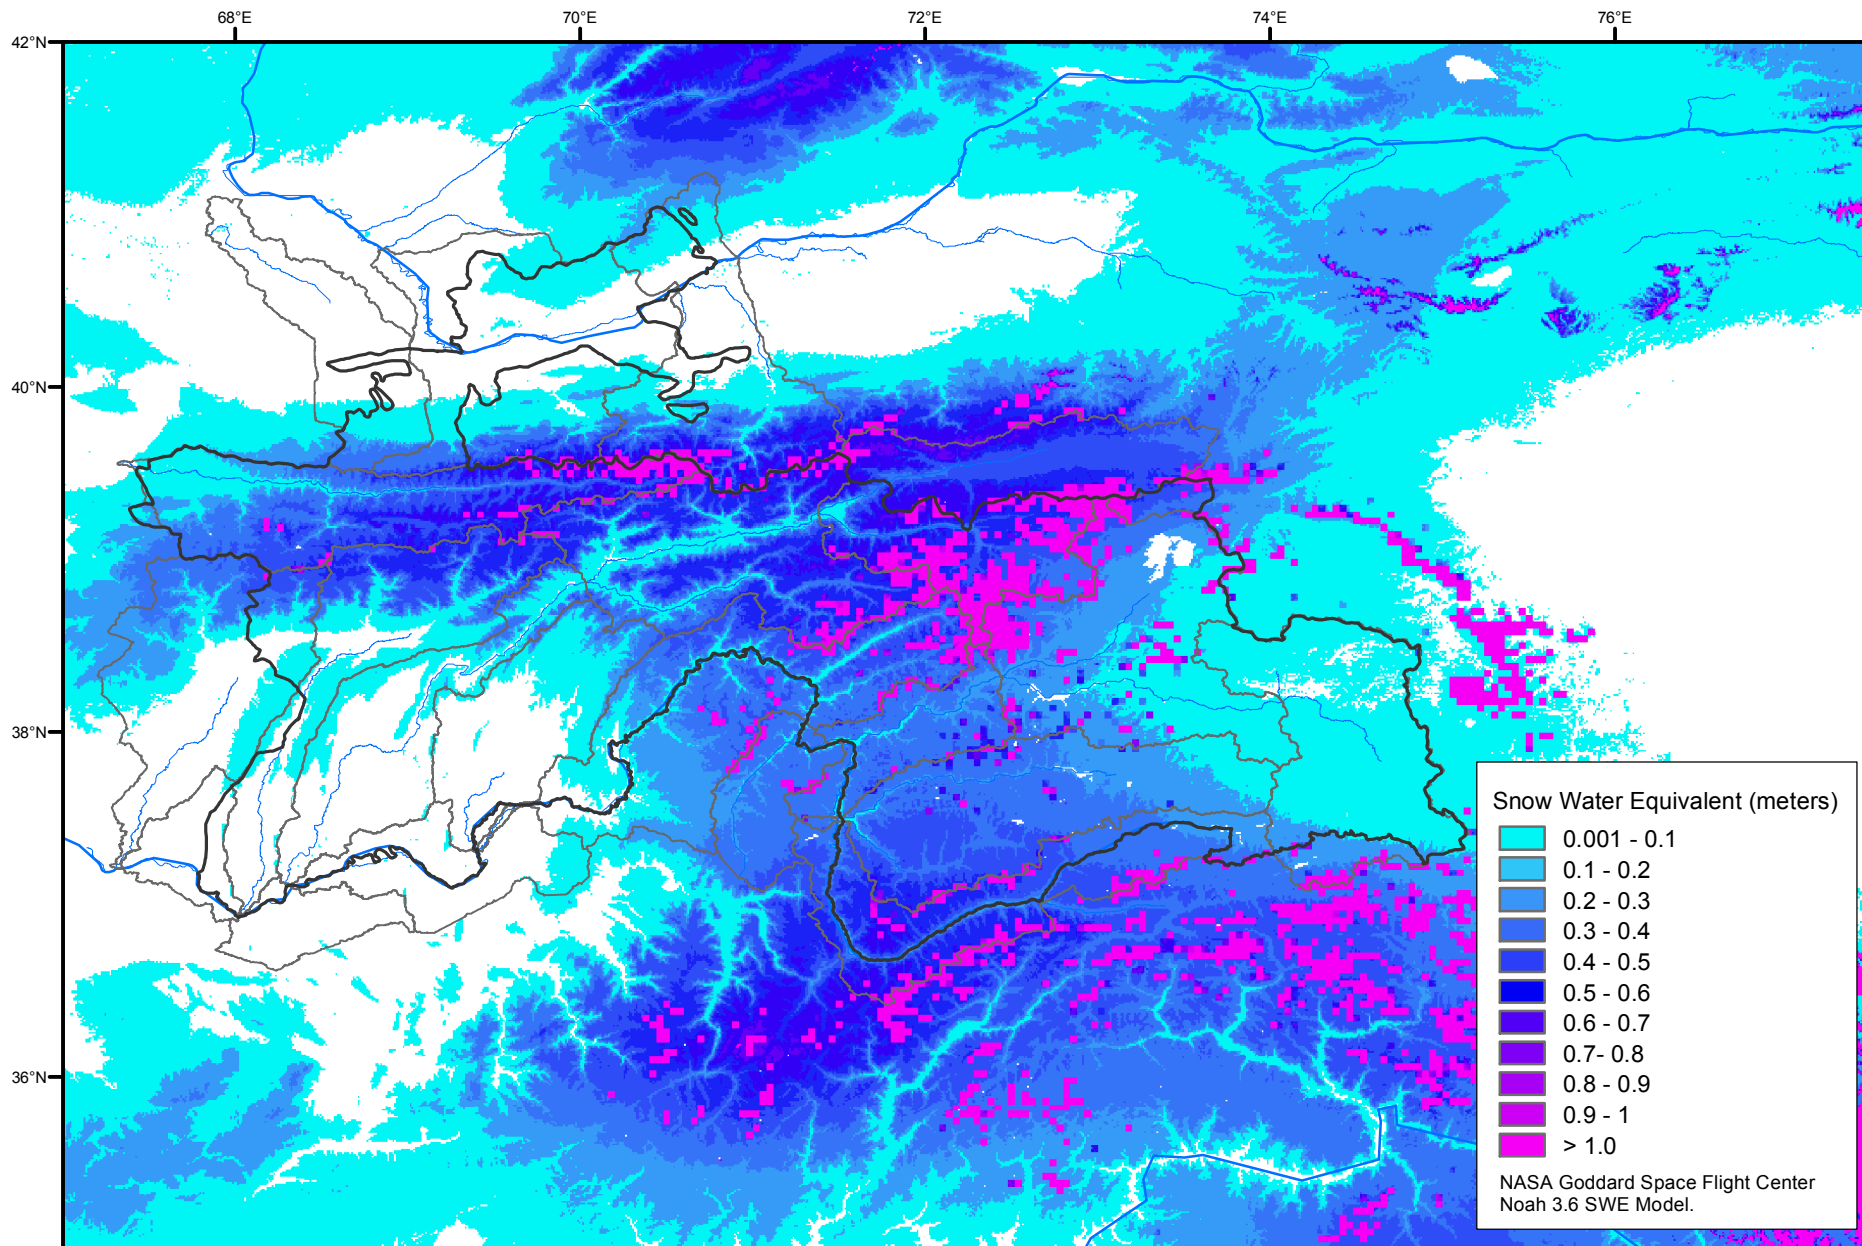 68°E 70°E 72°E 74°E 76°E
42°N
40°N
38°N
36°N
Snow Water Equivalent (meters)
0.001 - 0.1
0.1 - 0.2
0.2 - 0.3
0.3 - 0.4
0.4 - 0.5
0.5 - 0.6
0.6 - 0.7
0.7- 0.8
0.8 - 0.9
0.9 - 1
> 1.0
NASA Goddard Space Flight Center
Noah 3.6 SWE Model.